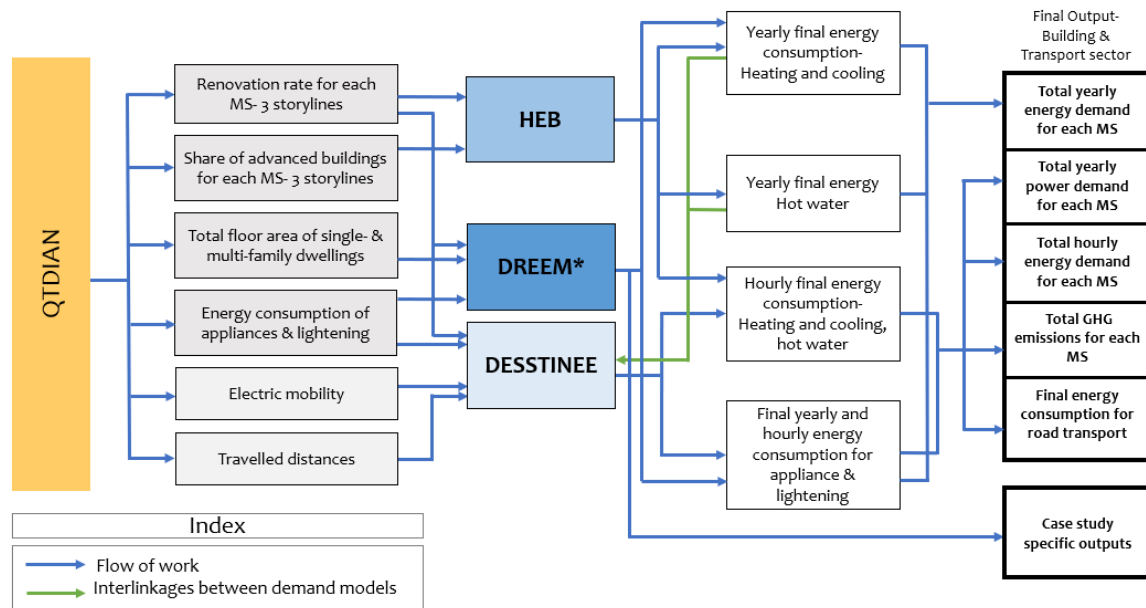 QTDIAN
Renovation rate for each
MS- 3 storylines
Share of advanced buildings
for each MS- 3 storylines
Total floor area of single- &
multi-family dwellings
Energy consumption of
appliances & lightening
Electric mobility
Travelled distances
HEB
DREEM*
DESSTINEE
Yearly final energy
consumption-
Heating and cooling
Yearly final energy
Hot water
Hourly final energy
consumption-
Heating and cooling,
hot water
Final yearly and
hourly energy
consumption for
appliance &
lightening
Final Output-
Building &
Transport sector
Total yearly
energy demand
for each MS
Total yearly
power demand
for each MS
Total hourly
energy demand
for each MS
Total GHG
emissions for each
MS
Final energy
consumption for
road transport
Case study
specific outputs
Index
Flow of work
Interlinkages between demand models